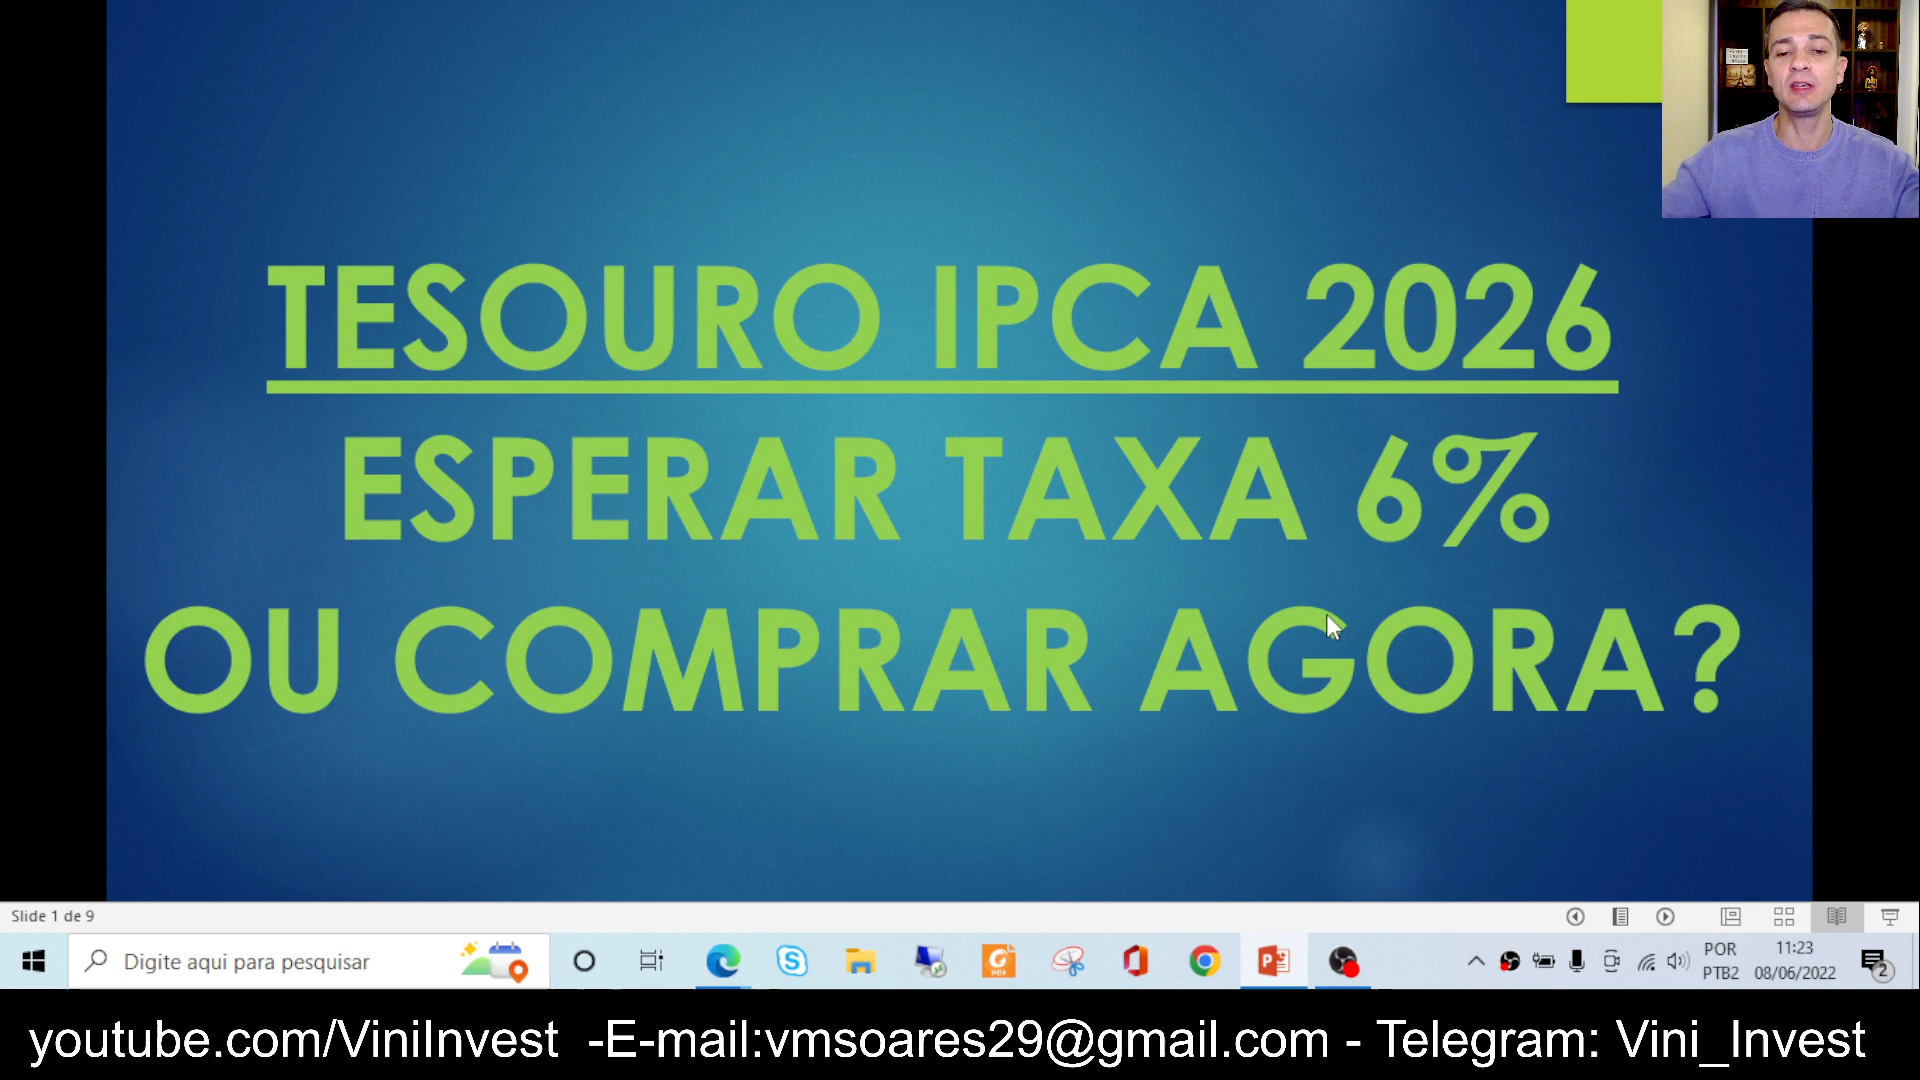 TESOURO IPCA 2026
ESPERAR TAXA 6%
OU COMPRAR AGORA?
Slide 1 de 9
Digite aqui para pesquisar
POR
PTB2
11:23
08/06/2022
2
youtube.com/ViniInvest -E-mail:vmsoares29@gmail.com - Telegram: Vini_Invest